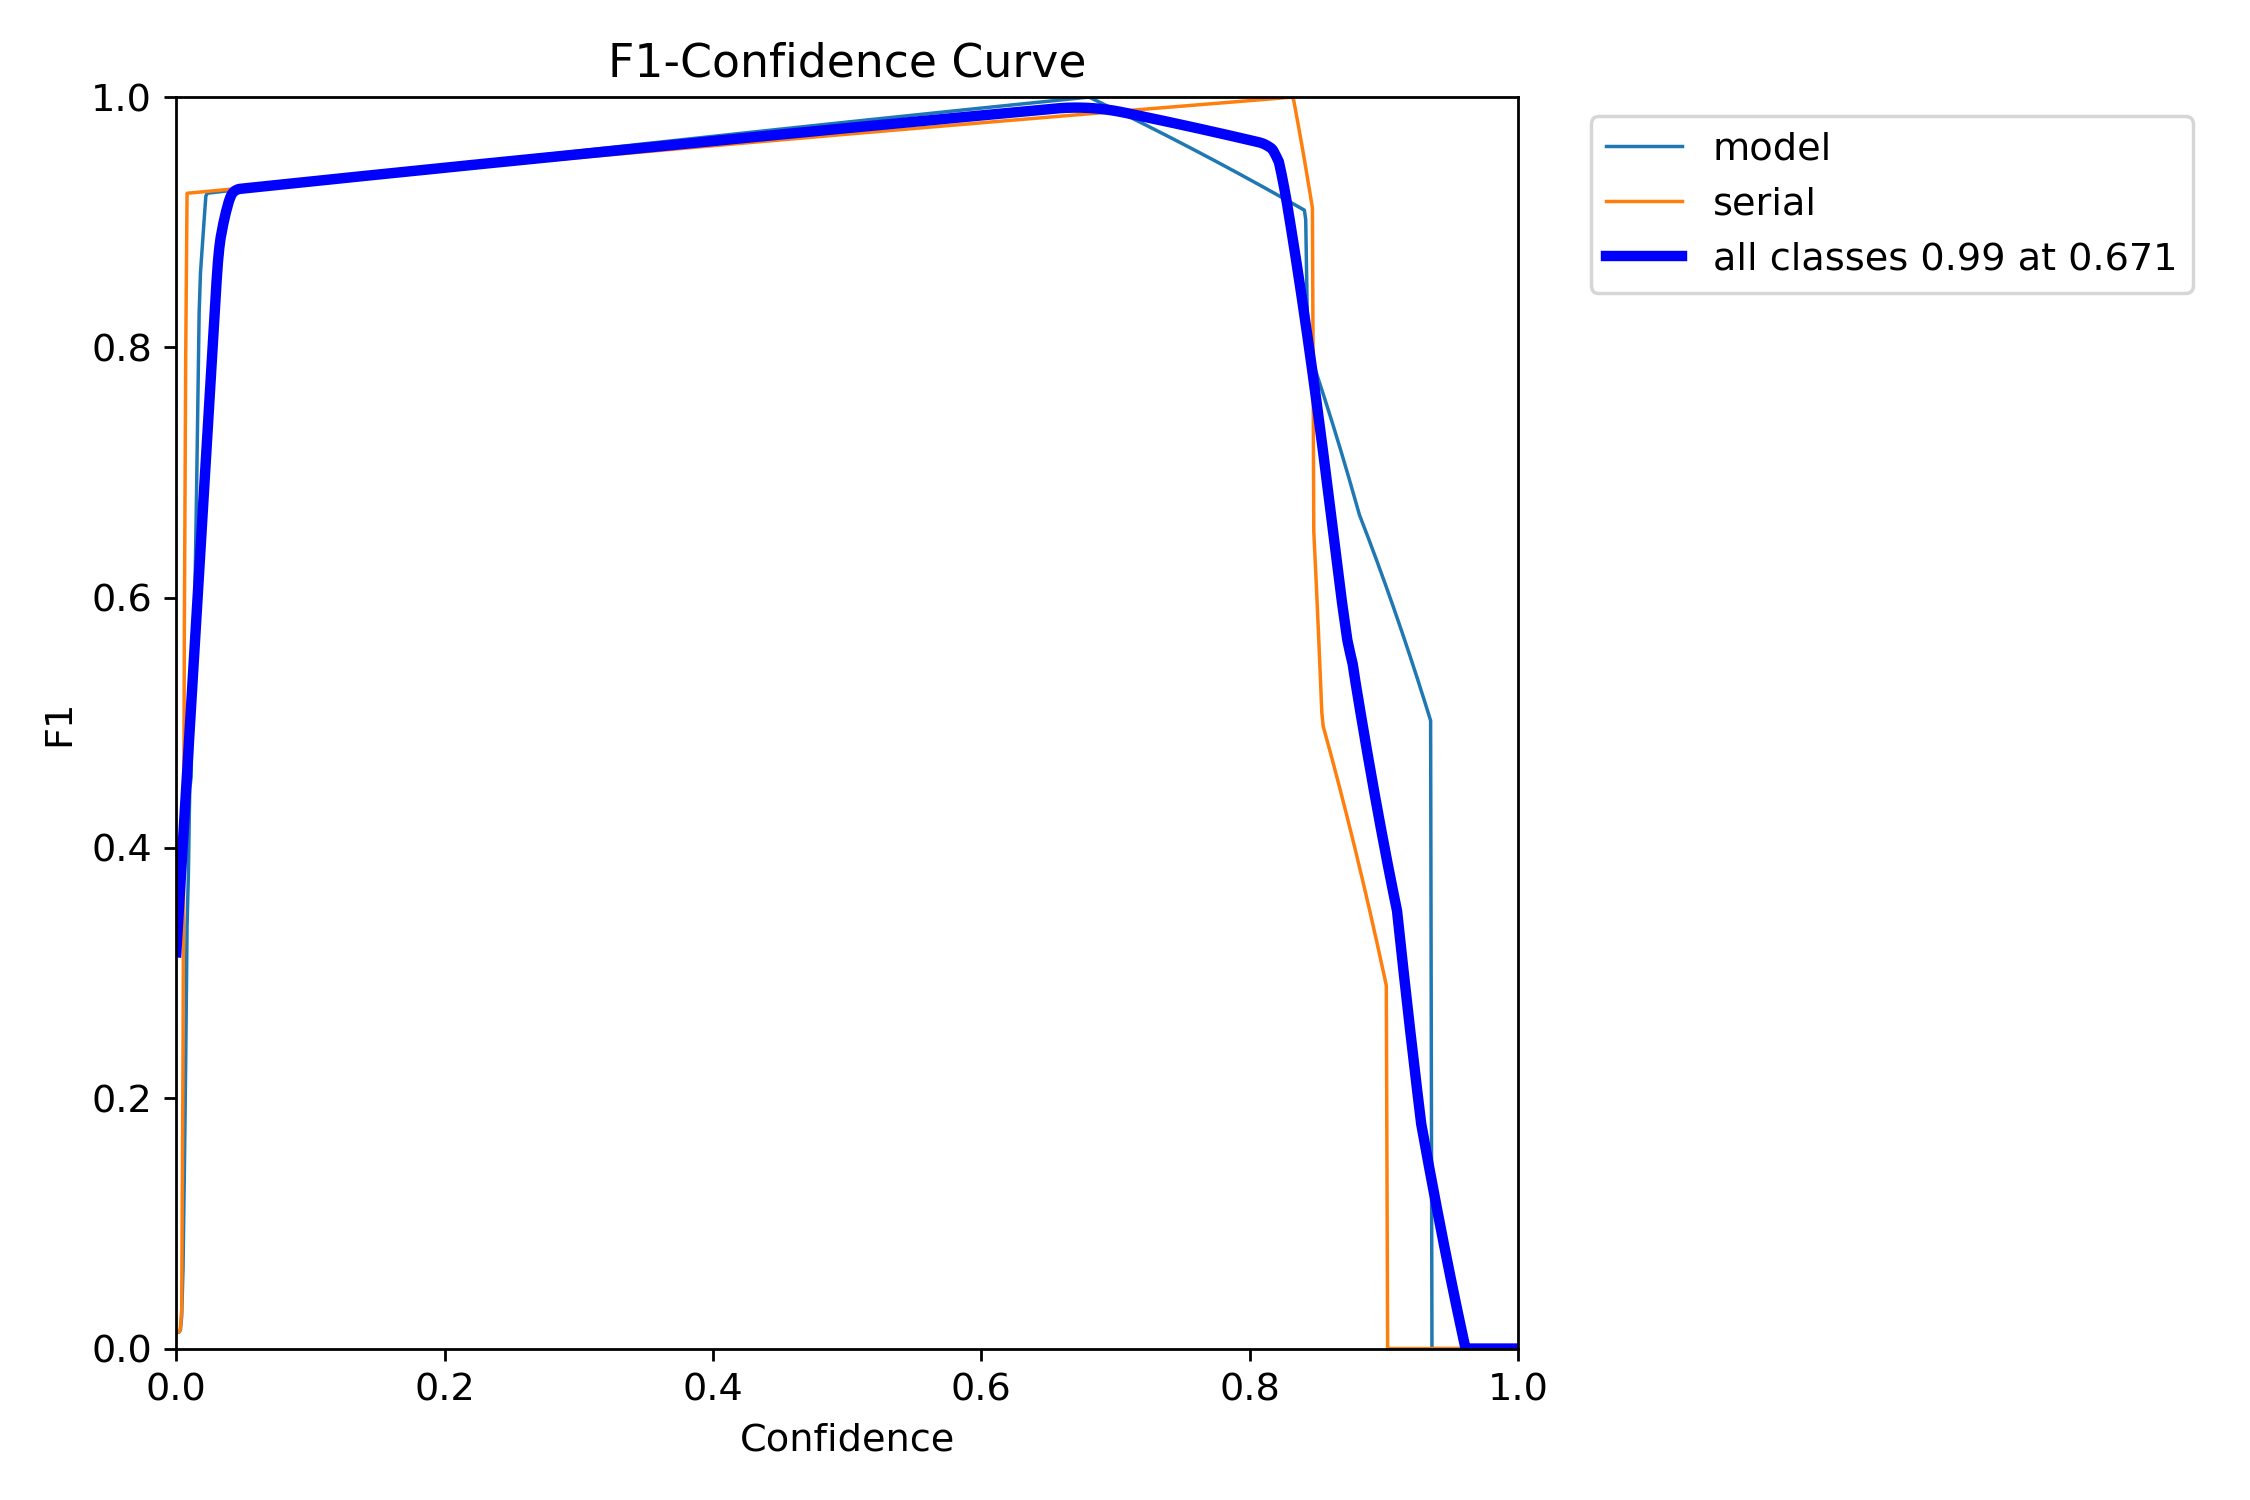 F1-Confidence Curve
1.0
0.8
0.6
0.4
0.2
0.0
F1
0.0 0.2 0.4 0.6 0.8 1.0
Confidence
model
serial
all classes 0.99 at 0.671